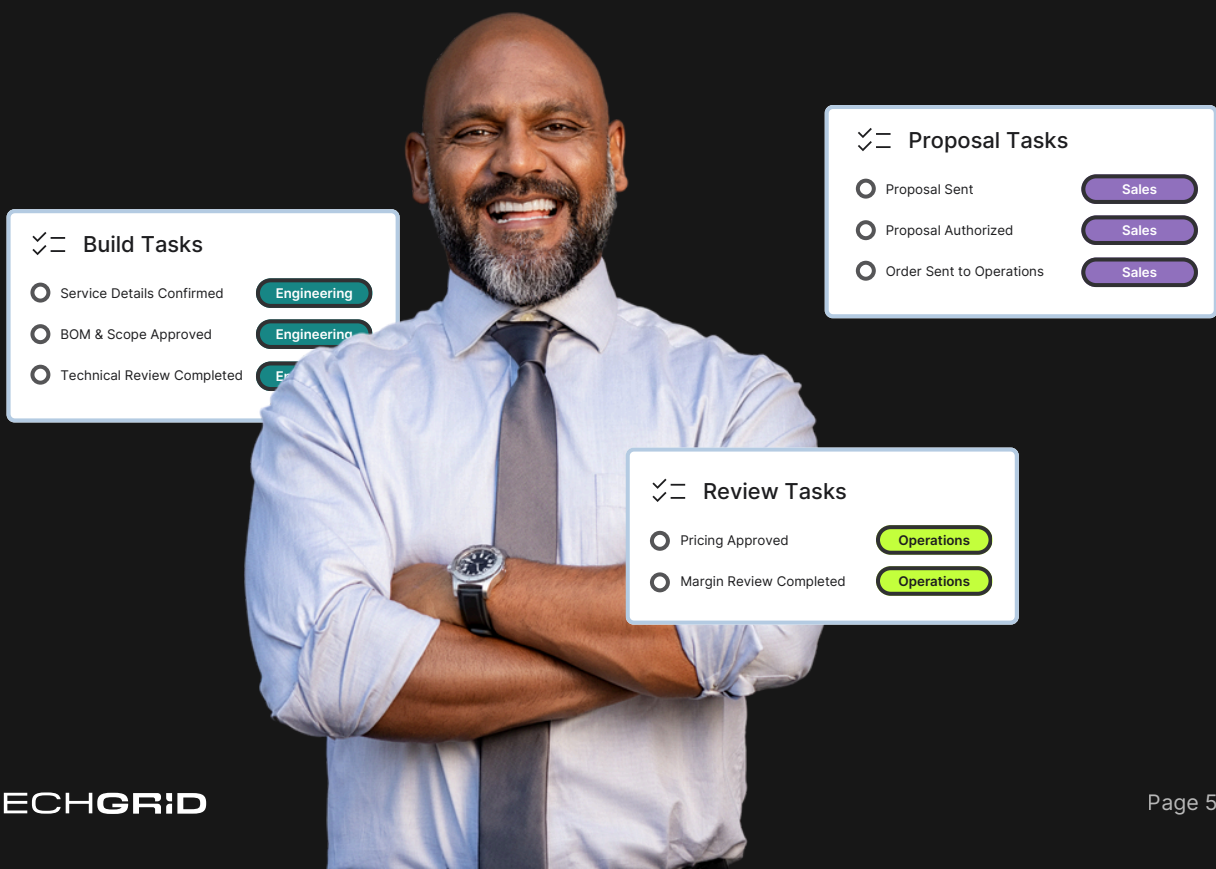 Proposal Tasks
Proposal Sent Sales
Proposal Authorized Sales
Order Sent to Operations Sales
Build Tasks
Service Details Confirmed Engineering
BOM & Scope Approved Engineering
Technical Review Completed
Review Tasks
Pricing Approved Operations
Margin Review Completed Operations
ECHGRID
Page 5